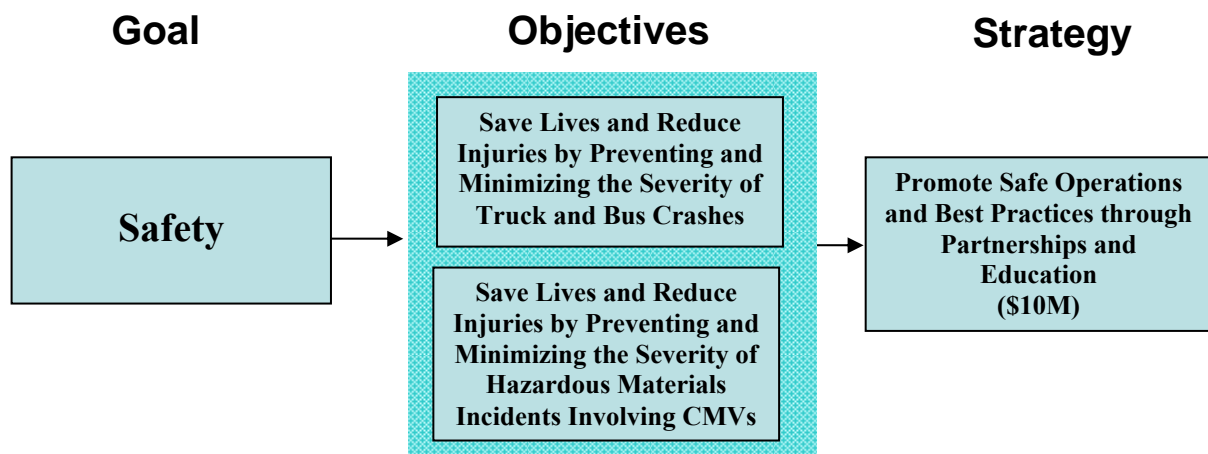 Goal
Objectives
Strategy
Safety
Save Lives and Reduce
Injuries by Preventing and
Minimizing the Severity of
Truck and Bus Crashes
Save Lives and Reduce
Injuries by Preventing and
Minimizing the Severity of
Hazardous Materials
Incidents Involving CMVs
Promote Safe Operations
and Best Practices through
Partnerships and
Education
($10M)